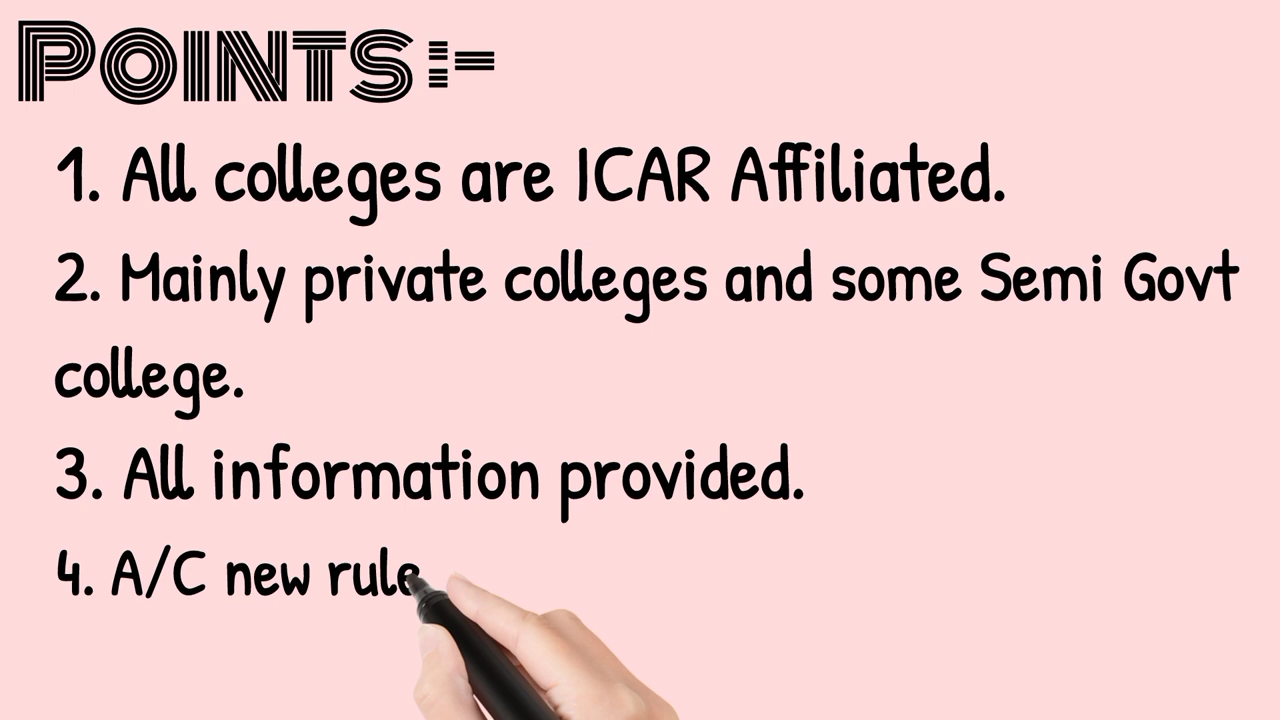 POINTS :-
1. All colleges are ICAR Affiliated.
2. Mainly private colleges and some Semi Govt
college.
3. All information provided.
4. A/C new rule